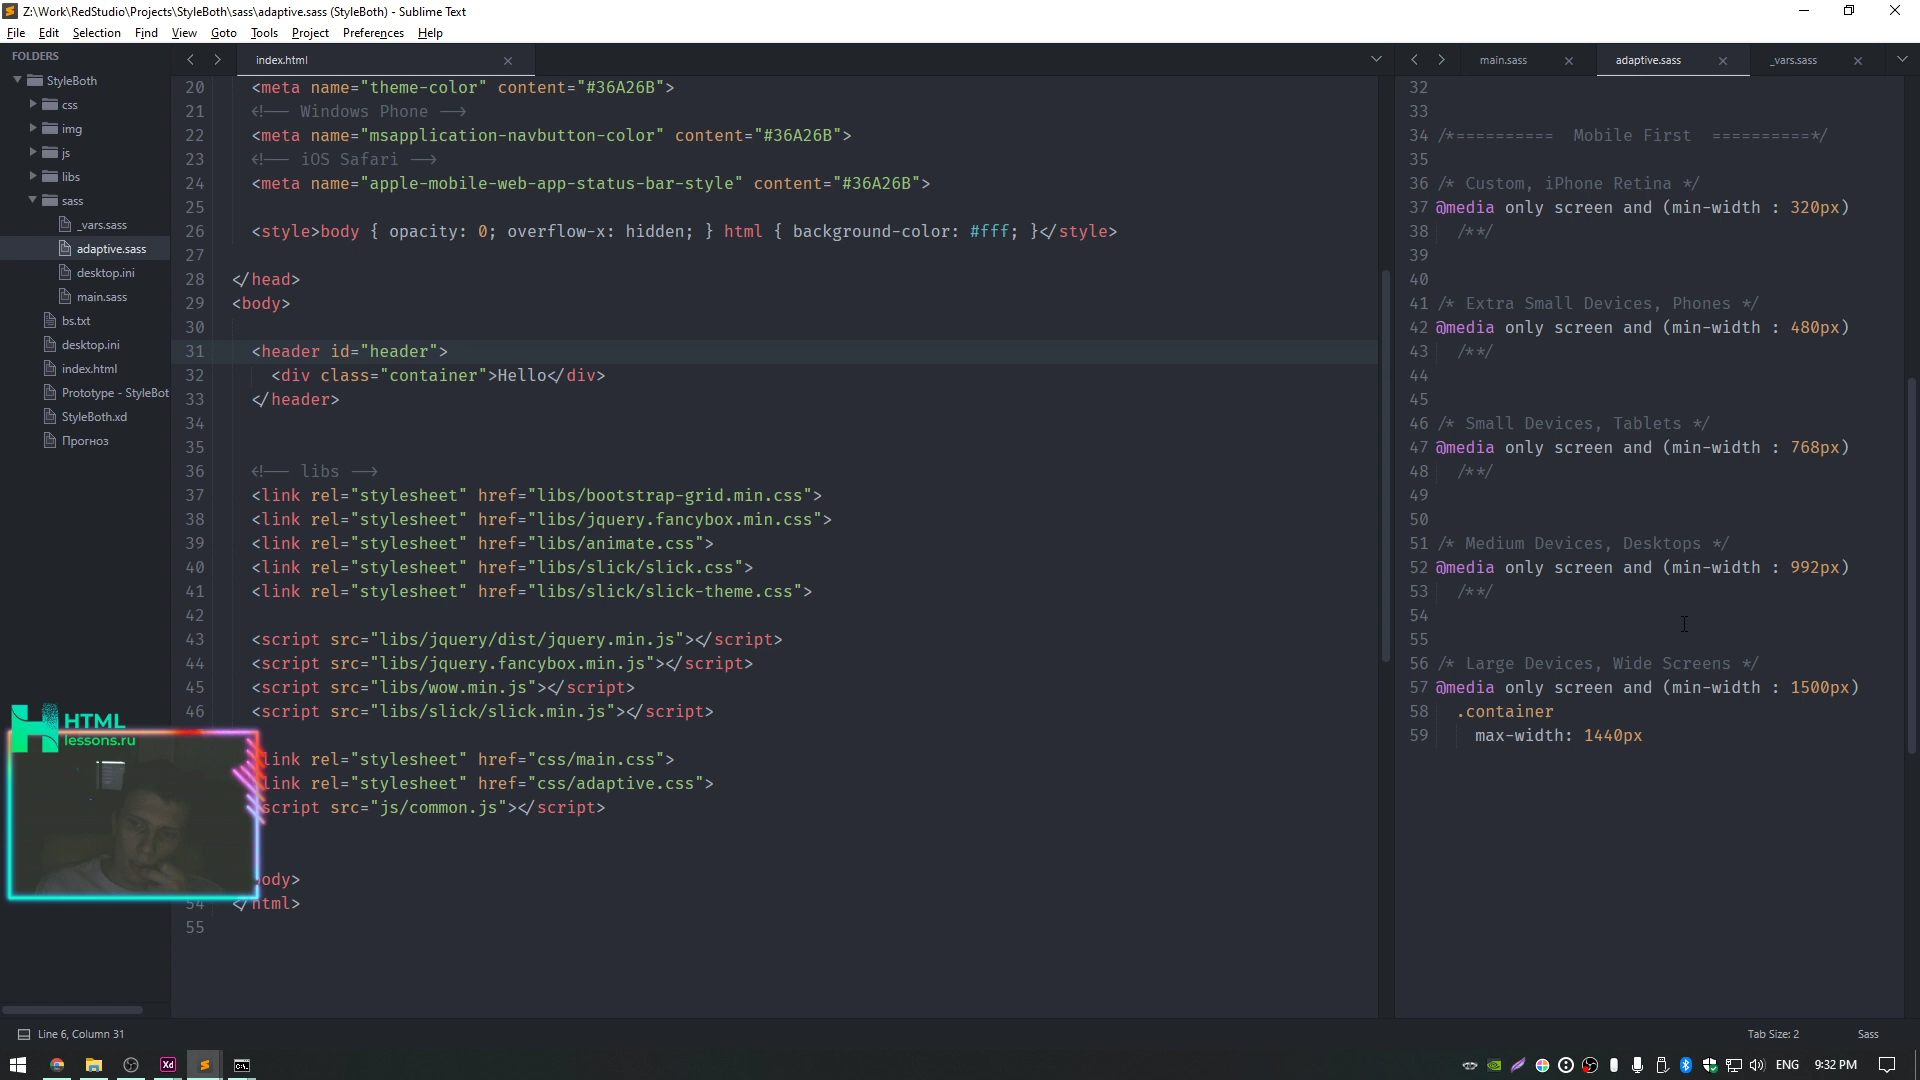 Z:\Work\RedStudio\Projects\StyleBoth\sass\adaptive.sass (StyleBoth) - Sublime Text
File Edit Selection Find View Goto Tools Project Preferences Help
FOLDERS
StyleBoth
css
img
js
libs
sass
_vars.sass
adaptive.sass
desktop.ini
main.sass
bs.txt
desktop.ini
index.html
Prototype - StyleBot
StyleBoth.xd
Прогноз
index.html
20 <meta name="theme-color" content="#36A26B">
21 <!-- Windows Phone -->
22 <meta name="msapplication-navbutton-color" content="#36A26B">
23 <!-- iOS Safari -->
24 <meta name="apple-mobile-web-app-status-bar-style" content="#36A26B">
25
26 <style>body { opacity: 0; overflow-x: hidden; } html { background-color: #fff; }</style>
27
28 </head>
29 <body>
30
31 <header id="header">
32 <div class="container">Hello</div>
33 </header>
34
35
36 <!-- libs -->
37 <link rel="stylesheet" href="libs/bootstrap-grid.min.css">
38 <link rel="stylesheet" href="libs/jquery.fancybox.min.css">
39 <link rel="stylesheet" href="libs/animate.css">
40 <link rel="stylesheet" href="libs/slick/slick.css">
41 <link rel="stylesheet" href="libs/slick/slick-theme.css">
42
43 <script src="libs/jquery/dist/jquery.min.js"></script>
44 <script src="libs/jquery.fancybox.min.js"></script>
45 <script src="libs/wow.min.js"></script>
46 <script src="libs/slick/slick.min.js"></script>
link rel="stylesheet" href="css/main.css">
link rel="stylesheet" href="css/adaptive.css">
script src="js/common.js"></script>
ody>
54 </html>
55
main.sass adaptive.sass _vars.sass
32
33
34 /*========== Mobile First ==========*/
35
36 /* Custom, iPhone Retina */
37 @media only screen and (min-width : 320px)
38 /**/
39
40
41 /* Extra Small Devices, Phones */
42 @media only screen and (min-width : 480px)
43 /**/
44
45
46 /* Small Devices, Tablets */
47 @media only screen and (min-width : 768px)
48 /**/
49
50
51 /* Medium Devices, Desktops */
52 @media only screen and (min-width : 992px)
53 /**/
54
55
56 /* Large Devices, Wide Screens */
57 @media only screen and (min-width : 1500px)
58 .container
59 max-width: 1440px
HTML
lessons.ru
Line 6, Column 31
Tab Size: 2 Sass
Xd
ENG 9:32 PM